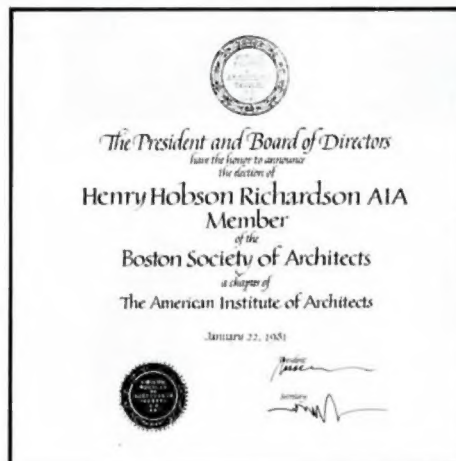 The President and Board of Directors
have the honor to announce
the election of
Henry Hobson Richardson AIA
Member
of the
Boston Society of Architects
a chapter of
The American Institute of Architects
January 22, 1981
President
Secretary